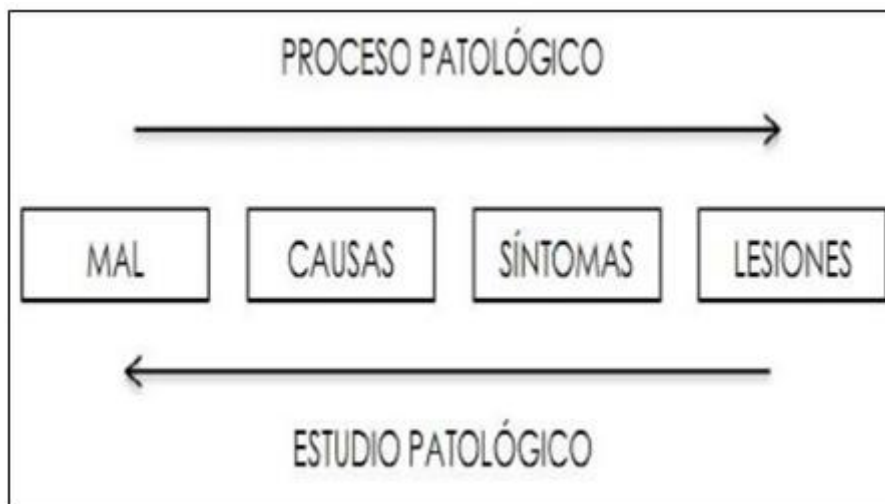 PROCESO PATOLÓGICO
MAL CAUSAS SÍNTOMAS LESIONES
ESTUDIO PATOLÓGICO